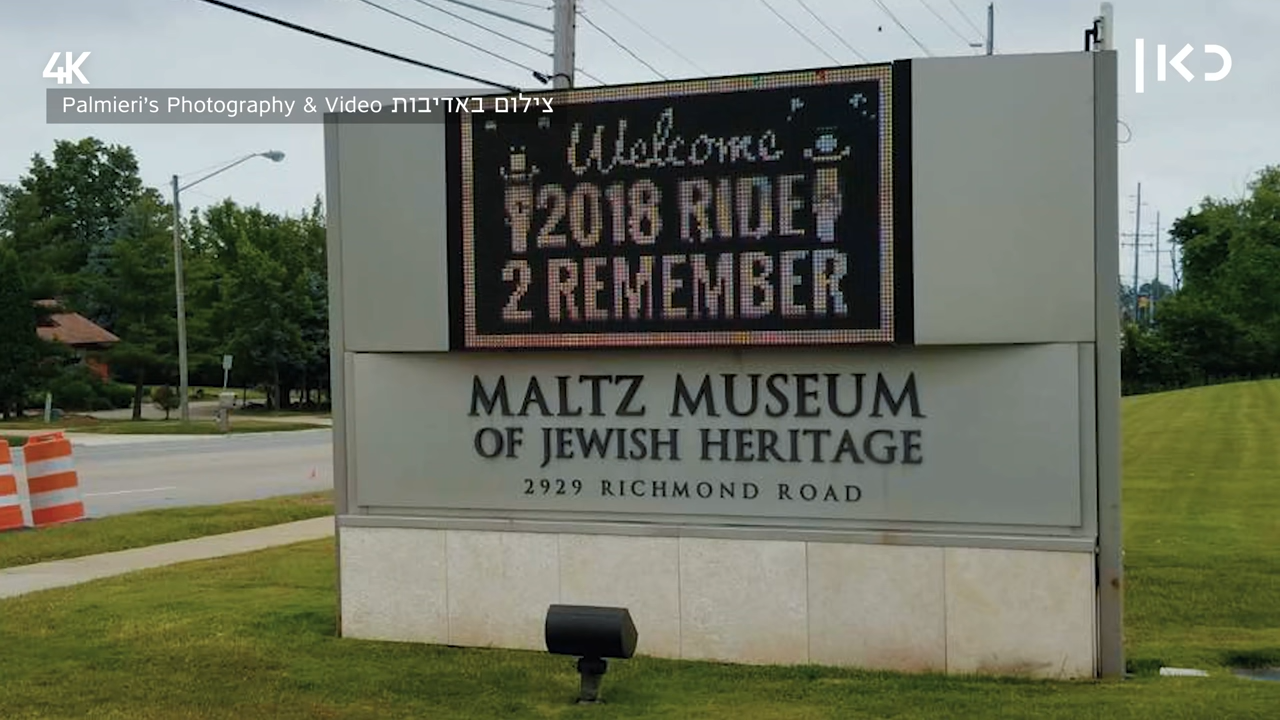 4K
כאן
צילום באדיבות Palmieri's Photography & Video
Welcome
2018 RIDE
2 REMEMBER
MALTZ MUSEUM
OF JEWISH HERITAGE
2929 RICHMOND ROAD